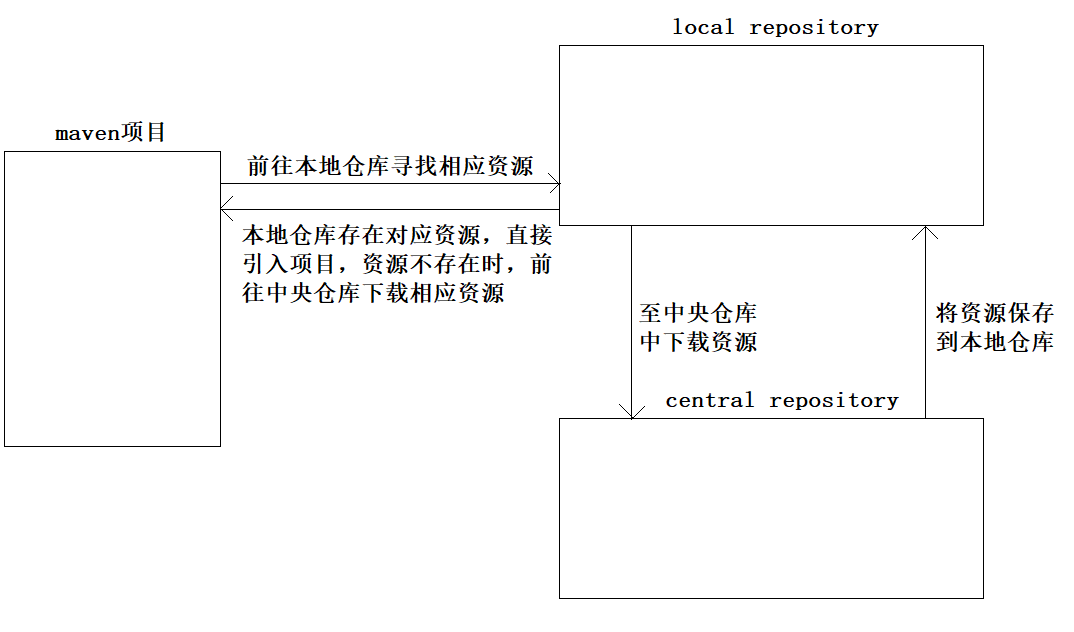 local repository
maven项目
前往本地仓库寻找相应资源
本地仓库存在对应资源，直接
引入项目，资源不存在时，前
往中央仓库下载相应资源
至中央仓库
中下载资源
将资源保存
到本地仓库
central repository